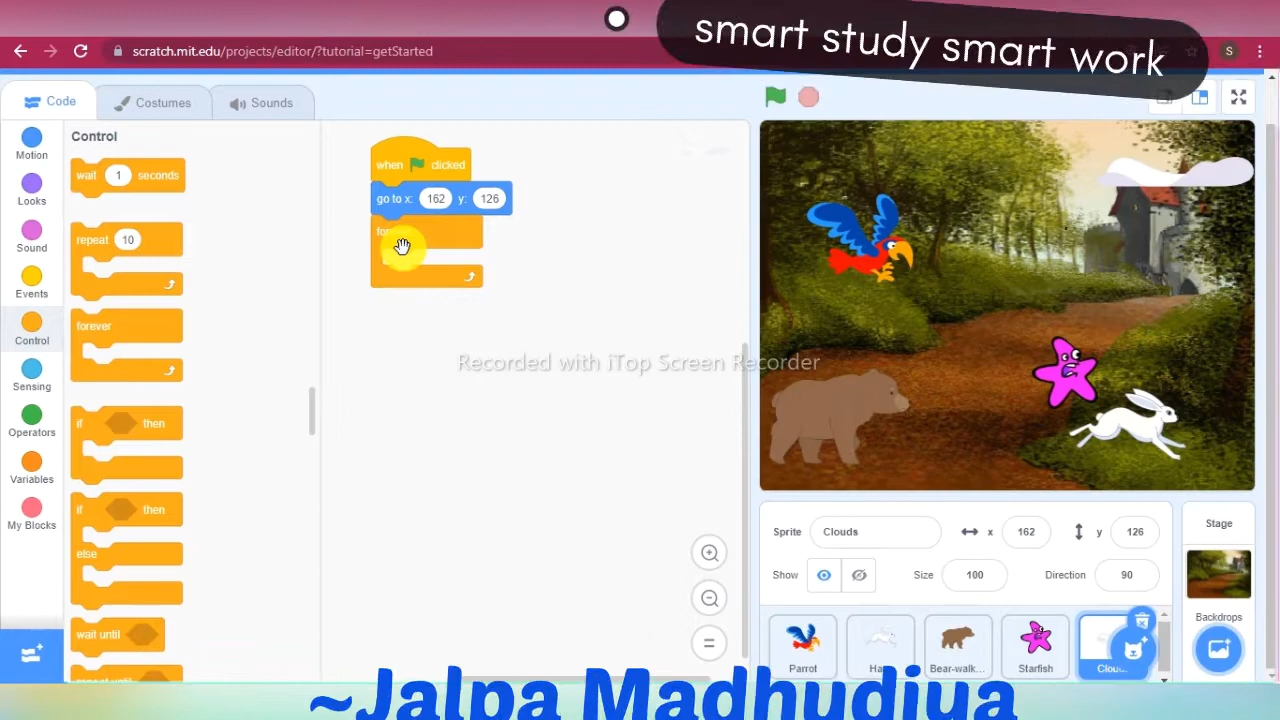 smart study smart work
scratch.mit.edu/projects/editor/?tutorial=getStarted
S
Code
Costumes
Sounds
Motion
Looks
Sound
Events
Control
Sensing
Operators
Variables
My Blocks
Control
wait 1 seconds
repeat 10
forever
if then
if then
else
wait until
when clicked
go to x: 162 y: 126
Recorded with iTop Screen Recorder
Sprite Clouds x 162 y 126
Show Size 100 Direction 90
Parrot
Bear-walk...
Starfish
Stage
Backdrops
~Jalpa Madhudiya